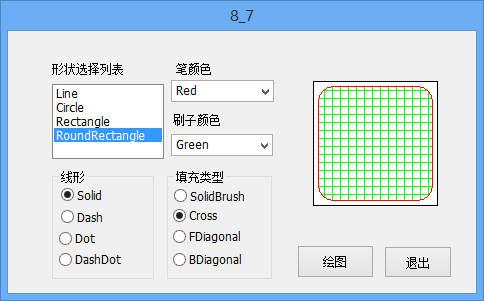 8_7
形状选择列表
Line
Circle
Rectangle
RoundRectangle
笔颜色
Red
刷子颜色
Green
线形
Solid
Dash
Dot
DashDot
填充类型
SolidBrush
Cross
FDiagonal
BDiagonal
绘图
退出